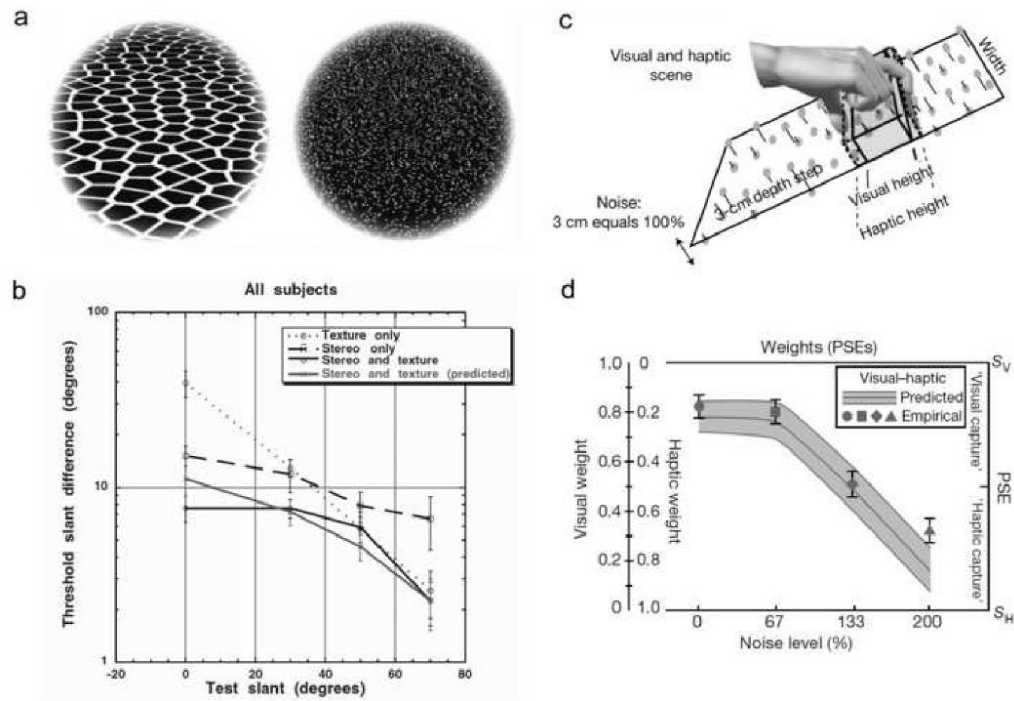 a
b
All subjects
Threshold slant difference (degrees)
100
10
1
Texture only
Stereo only
Stereo and texture
Stereo and texture (predicted)
-20
0
20
40
60
80
Test slant (degrees)
c
Visual and haptic
scene
Width
3-cm depth step
Visual height
Haptic height
Noise:
3 cm equals 100%
d
Weights (PSEs)
Visual weight
1.0
0.8
0.6
0.4
0.2
0
Haptic weight
0
0.2
0.4
0.6
0.8
1.0
Visual–haptic
Predicted
Empirical
SV
'Visual capture'
PSE
'Haptic capture'
SH
0
67
133
200
Noise level (%)